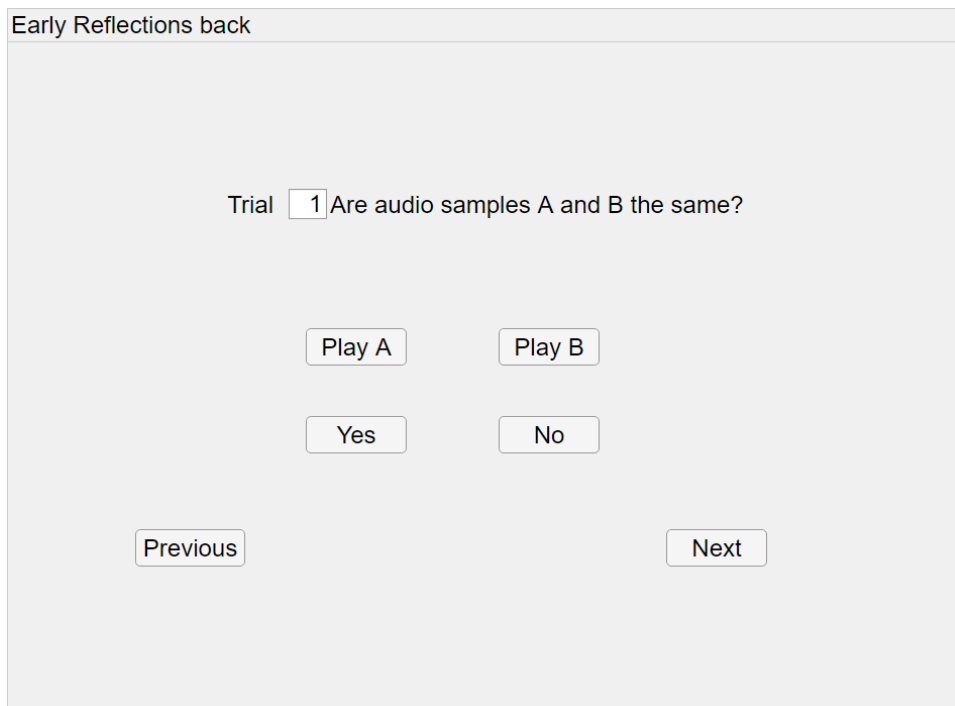 Early Reflections back
Trial 1 Are audio samples A and B the same?
Play A Play B
Yes No
Previous Next